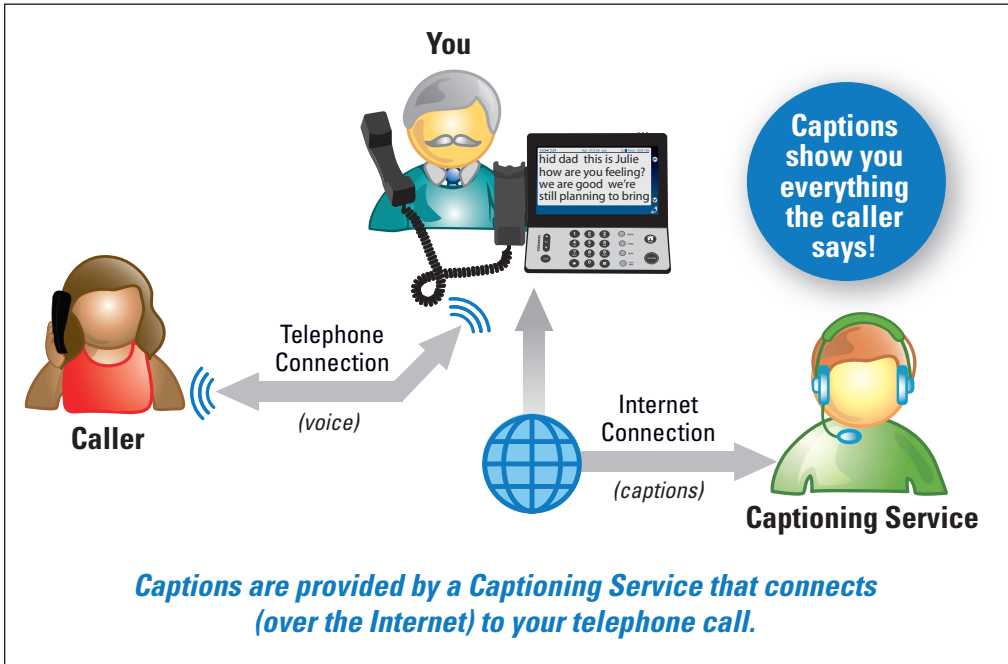 You
hid dad this is Julie
how are you feeling?
we are good we're
still planning to bring
Captions
show you
everything
the caller
says!
Telephone
Connection
(voice)
Caller
Internet
Connection
(captions)
Captioning Service
Captions are provided by a Captioning Service that connects
(over the Internet) to your telephone call.